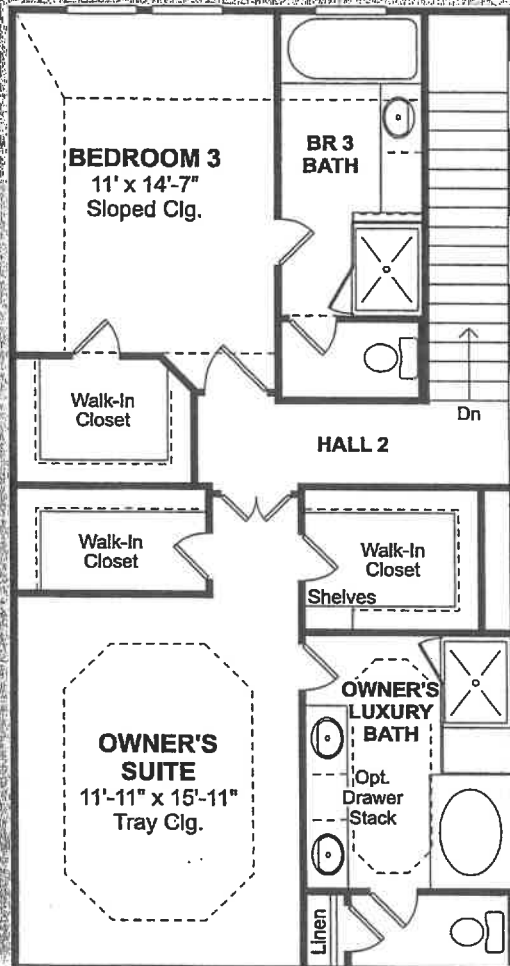 BEDROOM 3
11' x 14'-7"
Sloped Clg.
BR 3
BATH
Walk-In
Closet
Dn
HALL 2
Walk-In
Closet
Walk-In
Closet
Shelves
OWNER'S
LUXURY
BATH
OWNER'S
SUITE
11'-11" x 15'-11"
Tray Clg.
Opt.
Drawer
Stack
Linen